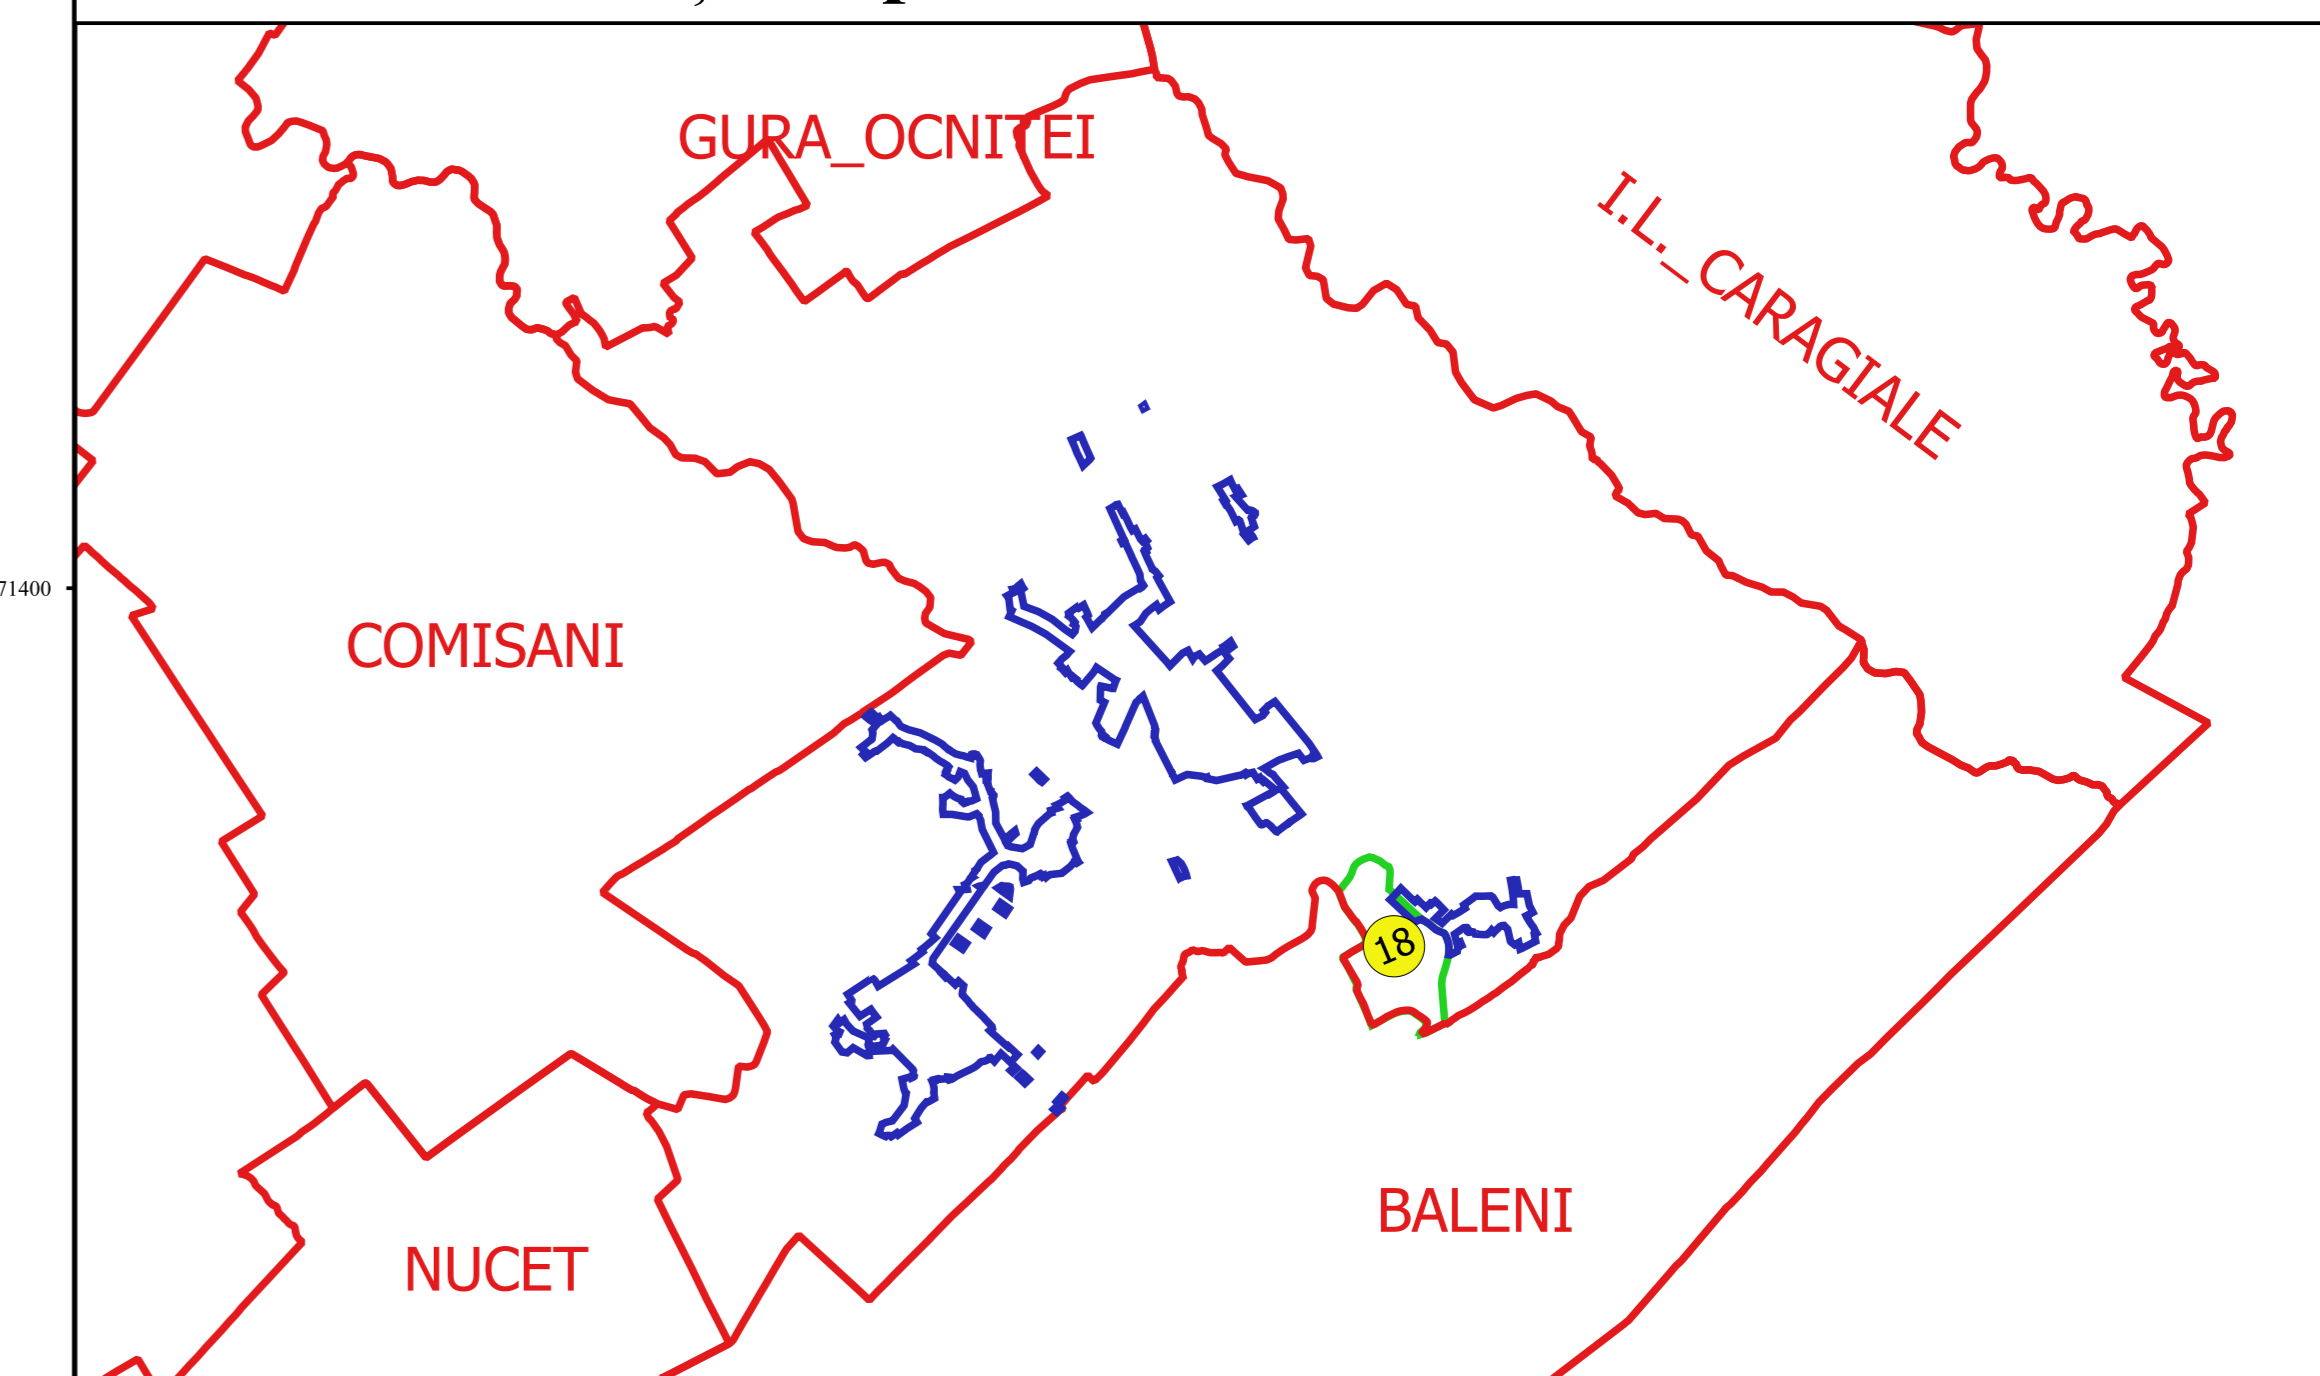 GURA_OCNITEI
I.L._CARAGIALE
71400
COMISANI
18
BALENI
NUCET